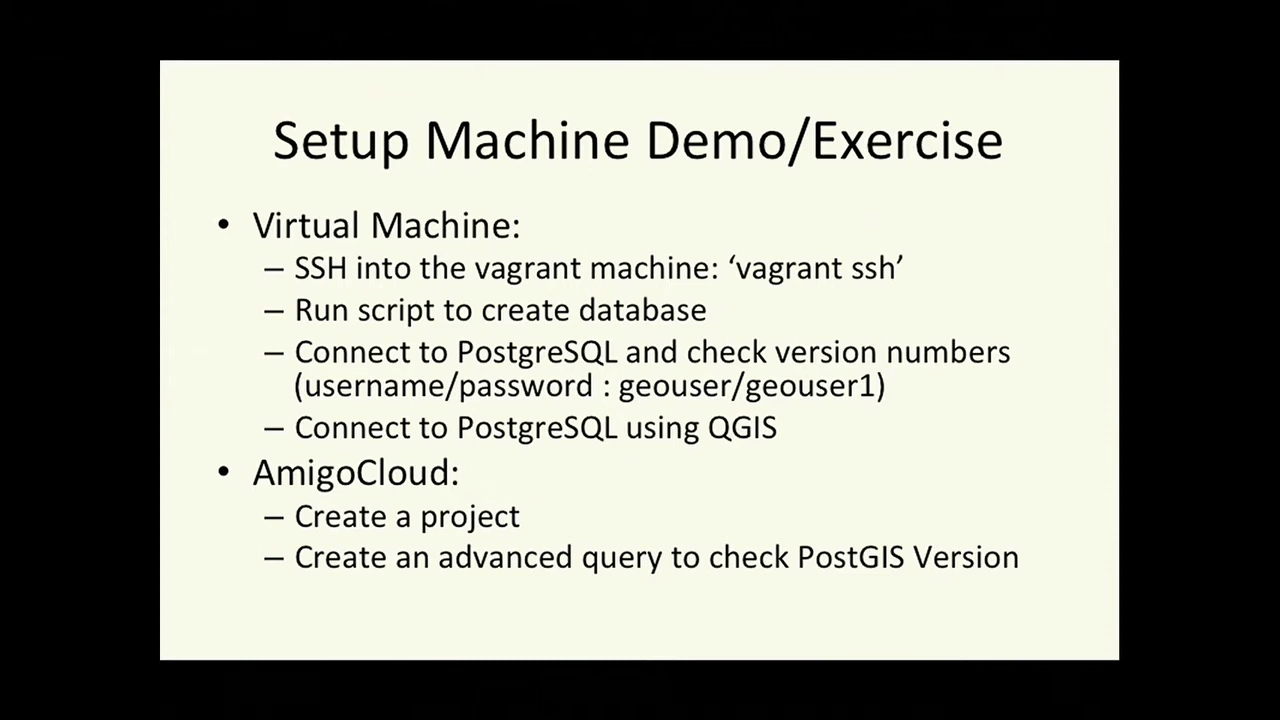 Setup Machine Demo/Exercise
• Virtual Machine:
– SSH into the vagrant machine: ‘vagrant ssh’
– Run script to create database
– Connect to PostgreSQL and check version numbers
(username/password : geouser/geouser1)
– Connect to PostgreSQL using QGIS
• AmigoCloud:
– Create a project
– Create an advanced query to check PostGIS Version